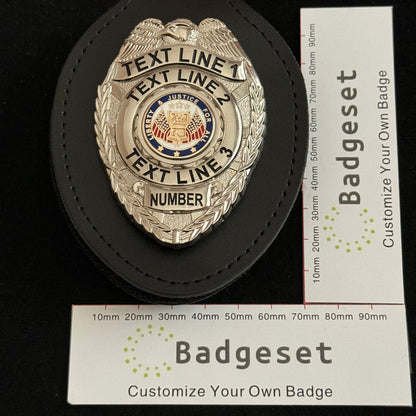 TEXT LINE 1
TEXT LINE 2
LIBERTY & JUSTICE FOR ALL
TEXT LINE 3
NUMBER
10mm 20mm 30mm 40mm 50mm 60mm 70mm 80mm 90mm
Badgeset
Customize Your Own Badge
10mm 20mm 30mm 40mm 50mm 60mm 70mm 80mm 90mm
Badgeset
Customize Your Own Badge